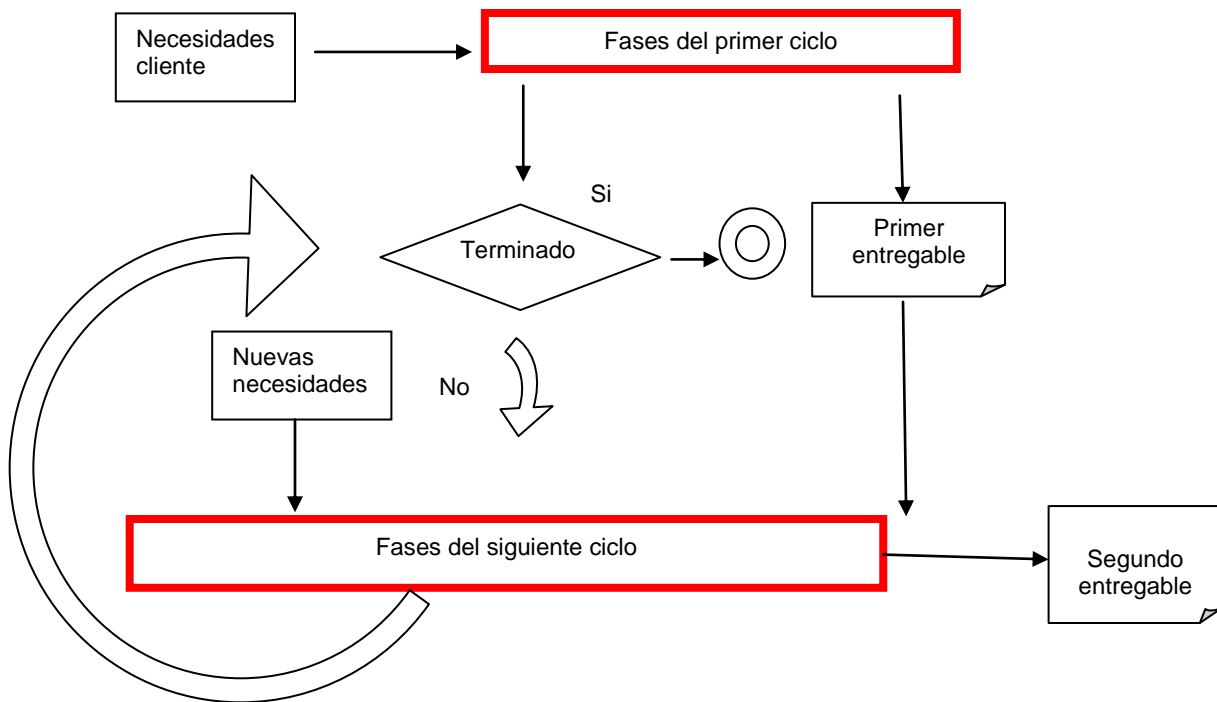 Necesidades
cliente
Fases del primer ciclo
Si
Terminado
Primer
entregable
Nuevas
necesidades
No
Fases del siguiente ciclo
Segundo
entregable